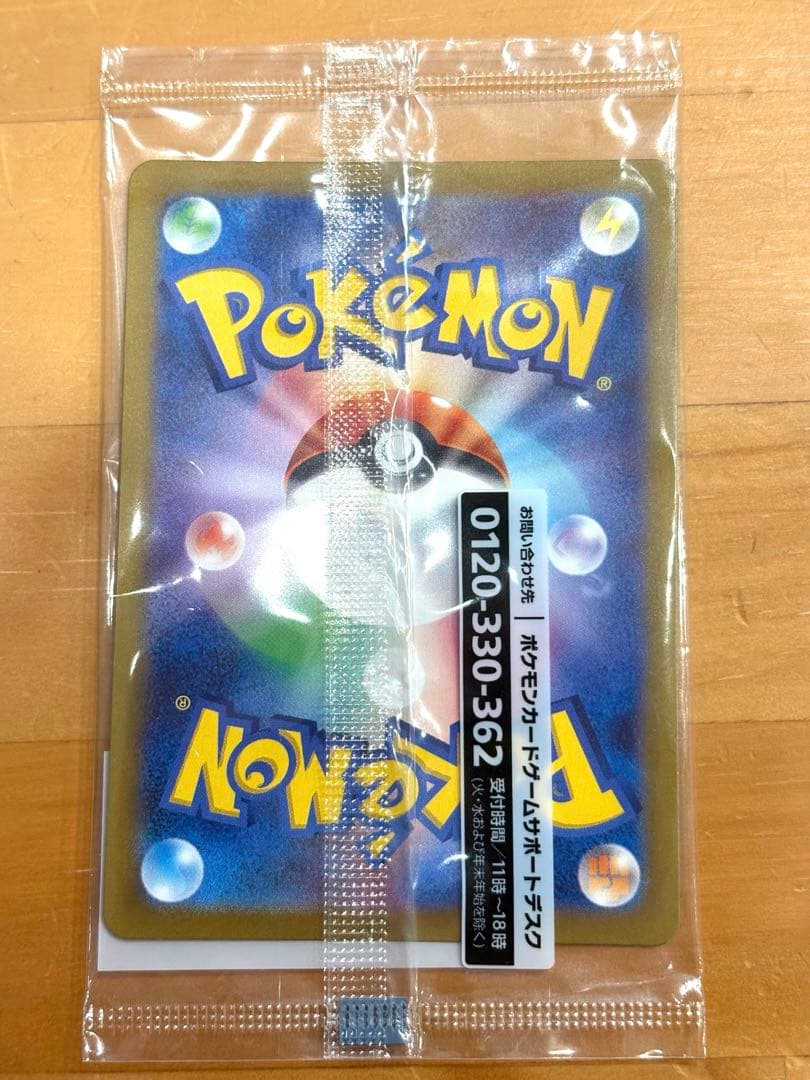 POKéMON
®
お問い合わせ先 | ポケモンカードゲームサポートデスク
0120-330-362 受付時間/11時～18時
(火・水および年末年始を除く)
POKéMON
®